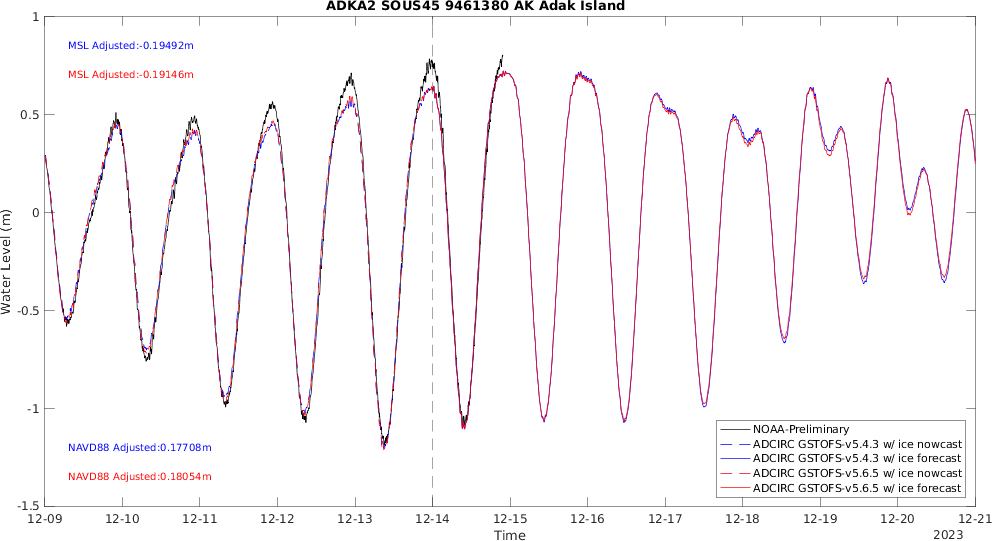 ADKA2 SOUS45 9461380 AK Adak Island
1
0.5
0
-0.5
-1
-1.5
Water Level (m)
MSL Adjusted:-0.19492m
MSL Adjusted:-0.19146m
NAVD88 Adjusted:0.17708m
NAVD88 Adjusted:0.18054m
NOAA-Preliminary
ADCIRC GSTOFS-v5.4.3 w/ ice nowcast
ADCIRC GSTOFS-v5.4.3 w/ ice forecast
ADCIRC GSTOFS-v5.6.5 w/ ice nowcast
ADCIRC GSTOFS-v5.6.5 w/ ice forecast
12-09 12-10 12-11 12-12 12-13 12-14 12-15 12-16 12-17 12-18 12-19 12-20 12-21
Time
2023